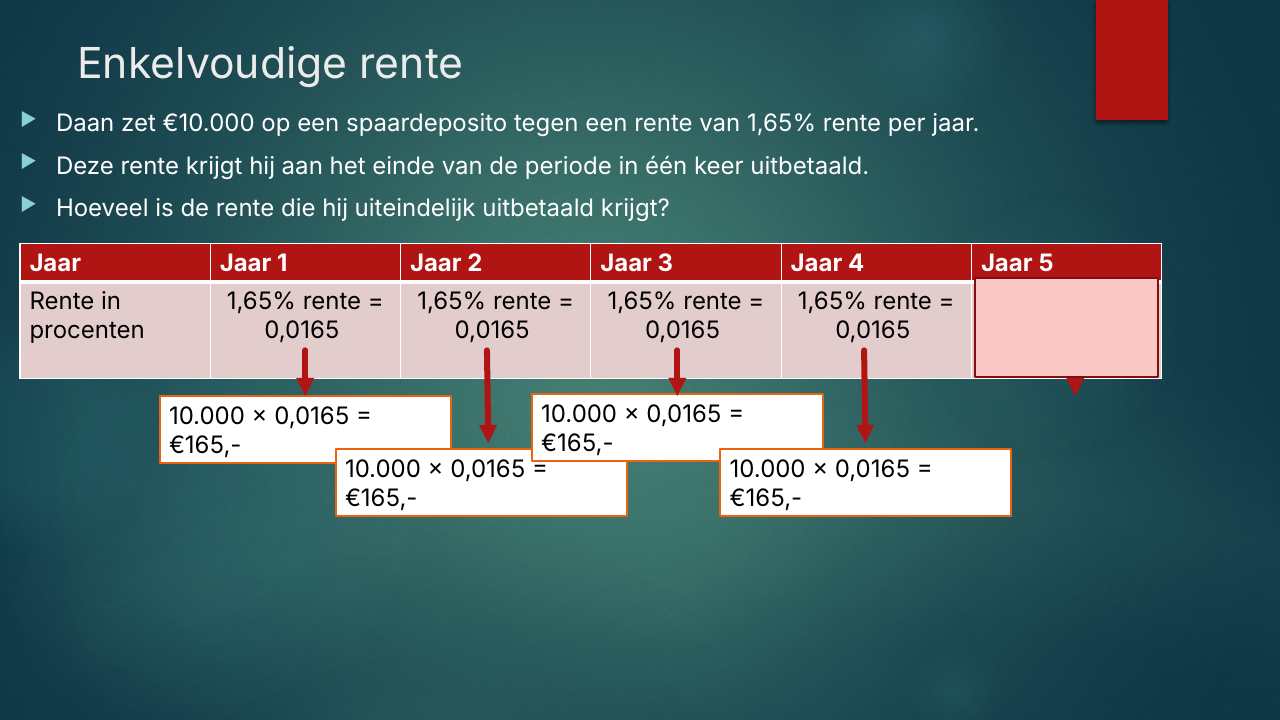 Enkelvoudige rente
Daan zet €10.000 op een spaardeposito tegen een rente van 1,65% rente per jaar.
Deze rente krijgt hij aan het einde van de periode in één keer uitbetaald.
Hoeveel is de rente die hij uiteindelijk uitbetaald krijgt?
Jaar Jaar 1 Jaar 2 Jaar 3 Jaar 4 Jaar 5
Rente in 1,65% rente = 1,65% rente = 1,65% rente = 1,65% rente =
procenten 0,0165 0,0165 0,0165 0,0165
10.000 × 0,0165 =
€165,-
10.000 × 0,0165 =
€165,-
10.000 × 0,0165 =
€165,-
10.000 × 0,0165 =
€165,-